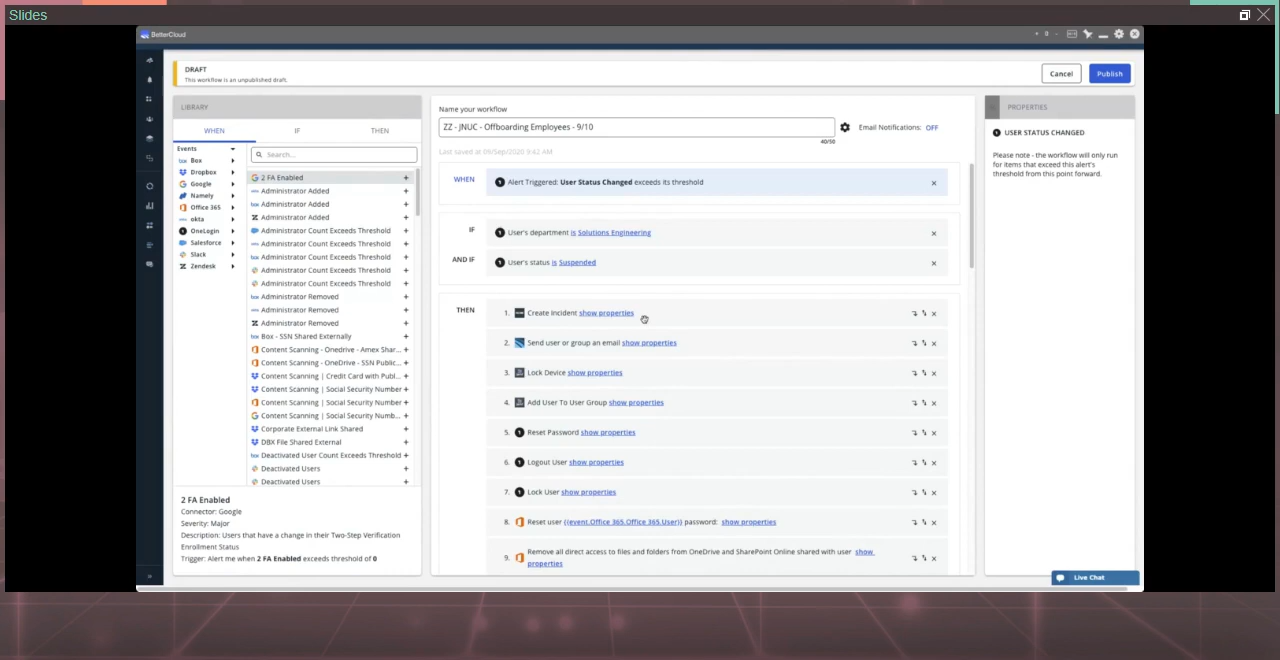 Slides
BetterCloud
DRAFT
This workflow is an unpublished draft.
Cancel
Publish
LIBRARY
WHEN
IF
THEN
Events
Box
Dropbox
Google
Namely
Office 365
okta
OneLogin
Salesforce
Slack
Zendesk
Search...
2 FA Enabled +
Administrator Added +
Administrator Added +
Administrator Added +
Administrator Count Exceeds Threshold +
Administrator Count Exceeds Threshold +
Administrator Count Exceeds Threshold +
Administrator Count Exceeds Threshold +
Administrator Count Exceeds Threshold +
Administrator Removed +
Administrator Removed +
Administrator Removed +
Box - SSN Shared Externally +
Content Scanning - Onedrive - Amex Shar... +
Content Scanning - OneDrive - SSN Public... +
Content Scanning | Credit Card with Publ... +
Content Scanning | Social Security Number +
Content Scanning | Social Security Number +
Content Scanning | Social Security Numb... +
Corporate External Link Shared +
DBX File Shared External +
Deactivated User Count Exceeds Threshold +
Deactivated Users +
Deactivated Users +
2 FA Enabled
Connector: Google
Severity: Major
Description: Users that have a change in their Two-Step Verification
Enrollment Status
Trigger: Alert me when 2 FA Enabled exceeds threshold of 0
Name your workflow
ZZ - JNUC - Offboarding Employees - 9/10
Email Notifications: OFF
40/50
Last saved at 09/Sep/2020 9:42 AM
WHEN
Alert Triggered: User Status Changed exceeds its threshold
IF
User's department is Solutions Engineering
AND IF
User's status is Suspended
THEN
1. Create Incident show properties
2. Send user or group an email show properties
3. Lock Device show properties
4. Add User To User Group show properties
5. Reset Password show properties
6. Logout User show properties
7. Lock User show properties
8. Reset user {{event.Office 365.Office 365.User}} password: show properties
9. Remove all direct access to files and folders from OneDrive and SharePoint Online shared with user show
properties
PROPERTIES
USER STATUS CHANGED
Please note - the workflow will only run
for items that exceed this alert's
threshold from this point forward.
Live Chat